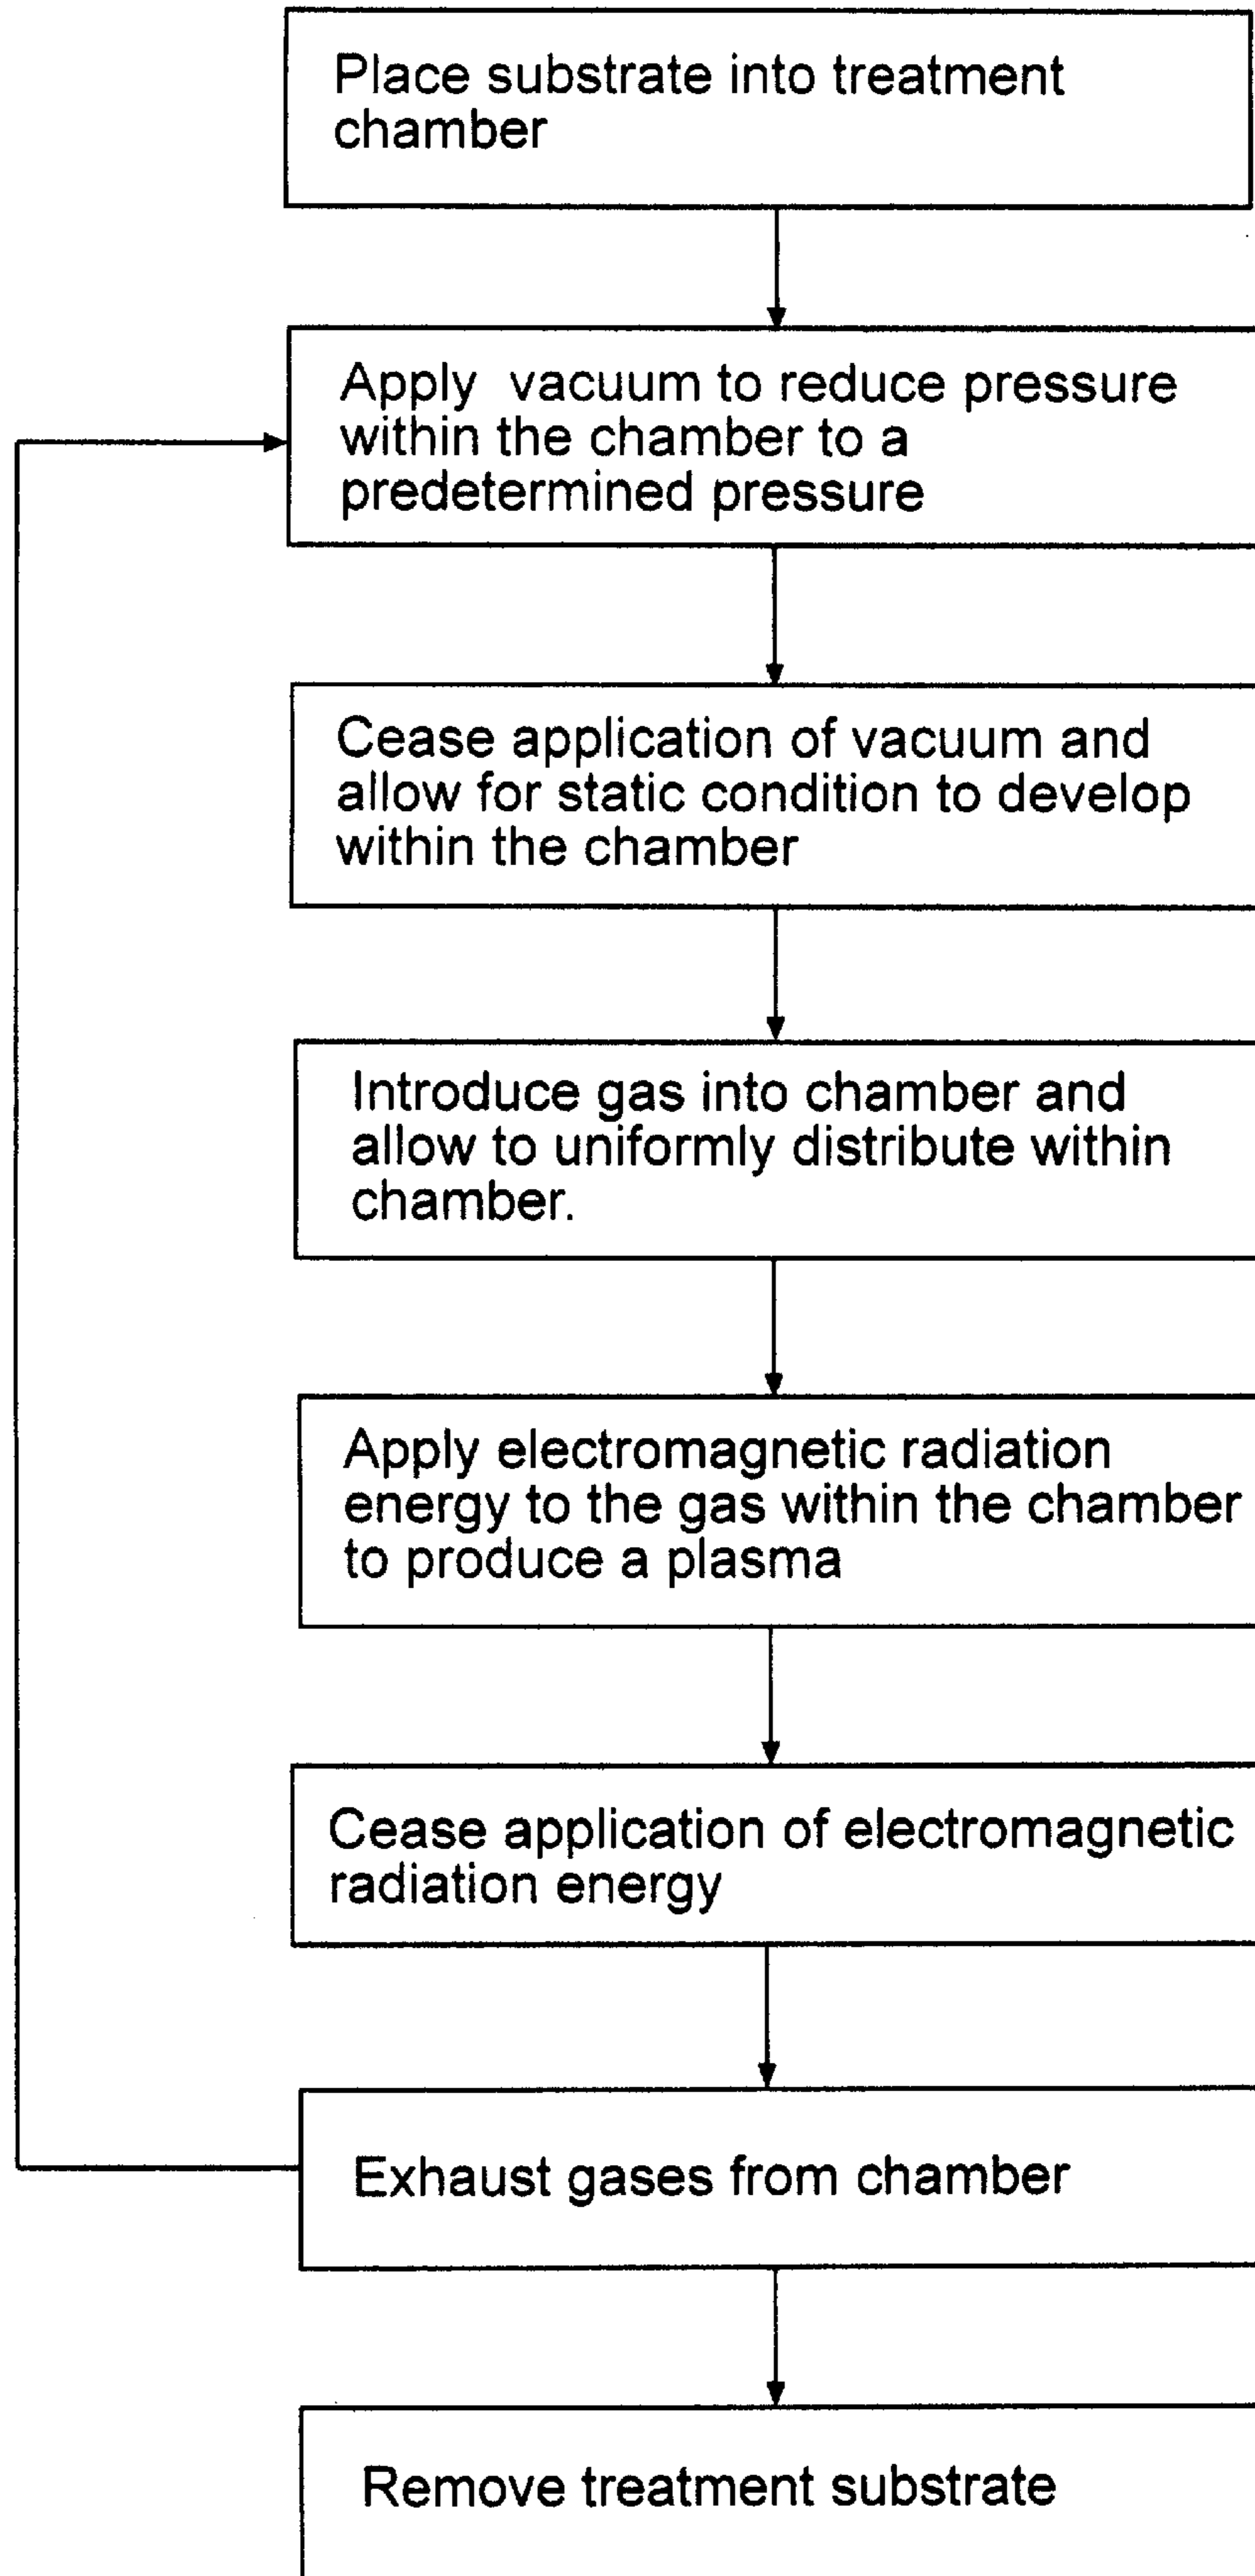 Place substrate into treatment
chamber
Apply vacuum to reduce pressure
within the chamber to a
predetermined pressure
Cease application of vacuum and
allow for static condition to develop
within the chamber
Introduce gas into chamber and
allow to uniformly distribute within
chamber.
Apply electromagnetic radiation
energy to the gas within the chamber
to produce a plasma
Cease application of electromagnetic
radiation energy
Exhaust gases from chamber
Remove treatment substrate